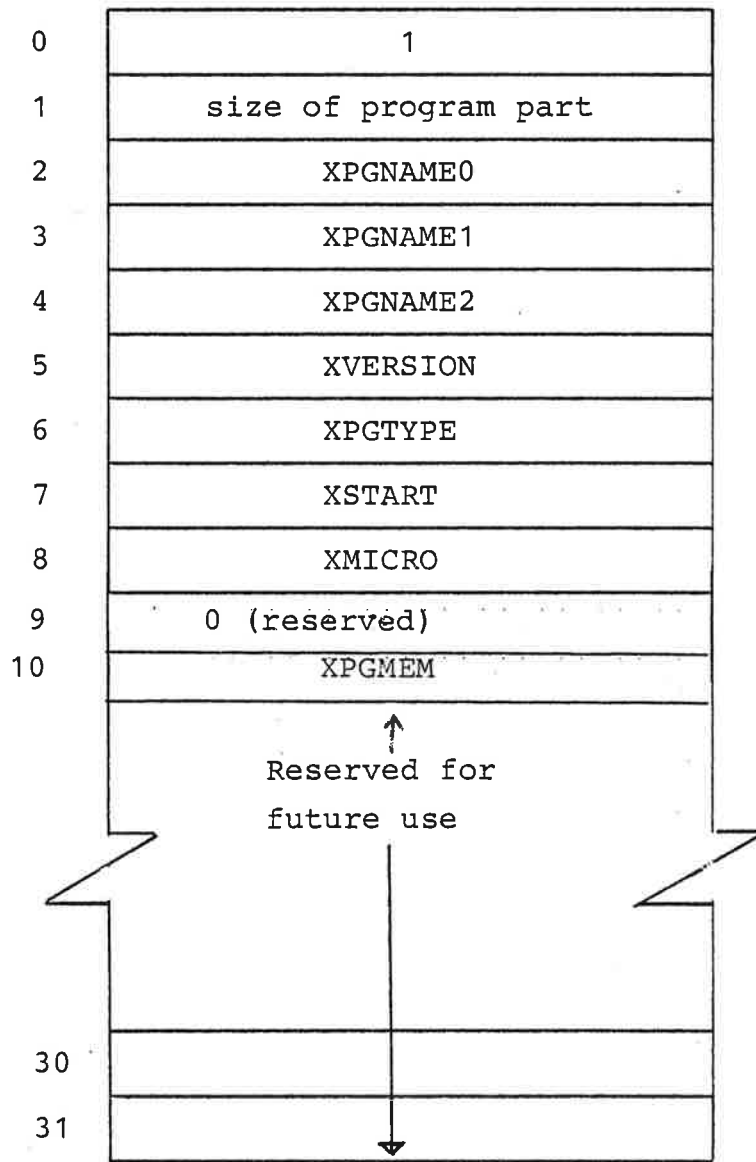 0 1
1 size of program part
2 XPGNAME0
3 XPGNAME1
4 XPGNAME2
5 XVERSION
6 XPGTYPE
7 XSTART
8 XMICRO
9 0 (reserved)
10 XPGMEM
Reserved for
future use
30
31